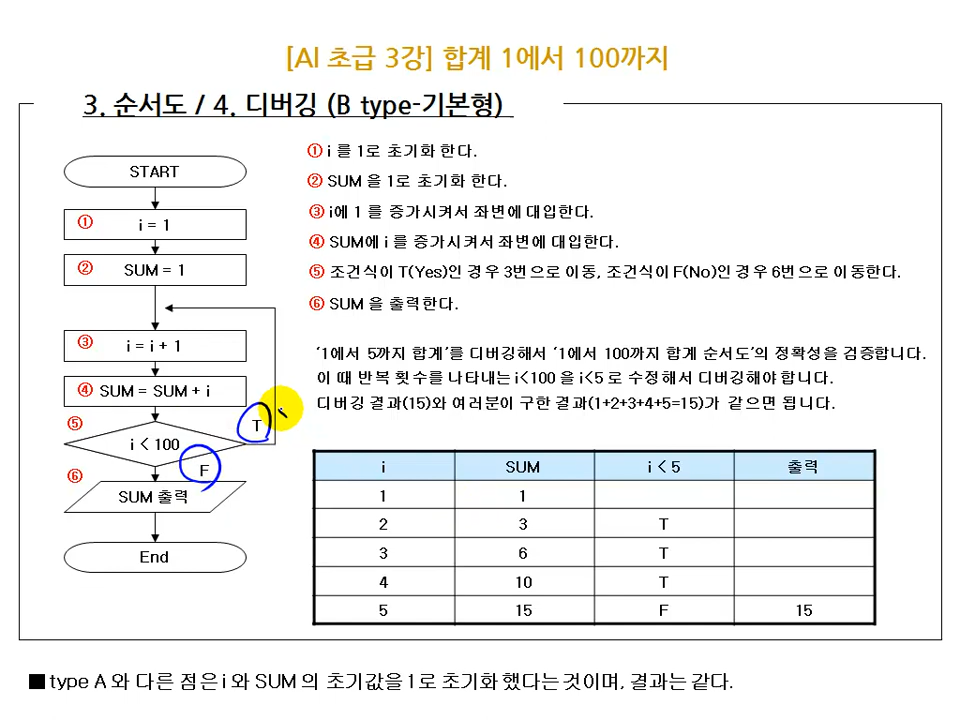 [AI 초급 3강] 합계 1에서 100까지
3. 순서도 / 4. 디버깅 (B type-기본형)
START
① i = 1
② SUM = 1
③ i = i + 1
④ SUM = SUM + i
⑤ i < 100
T
F
⑥ SUM 출력
End
① i 를 1로 초기화 한다.
② SUM 을 1로 초기화 한다.
③ i에 1 를 증가시켜서 좌변에 대입한다.
④ SUM에 i 를 증가시켜서 좌변에 대입한다.
⑤ 조건식이 T(Yes)인 경우 3번으로 이동, 조건식이 F(No)인 경우 6번으로 이동한다.
⑥ SUM 을 출력한다.
‘1에서 5까지 합계’를 디버깅해서 ‘1에서 100까지 합계 순서도’의 정확성을 검증합니다.
이 때 반복 횟수를 나타내는 i<100 을 i<5 로 수정해서 디버깅해야 합니다.
디버깅 결과(15)와 여러분이 구한 결과(1+2+3+4+5=15)가 같으면 됩니다.
i SUM i < 5 출력
1 1
2 3 T
3 6 T
4 10 T
5 15 F 15
■ type A 와 다른 점은 i 와 SUM 의 초기값을 1로 초기화 했다는 것이며, 결과는 같다.